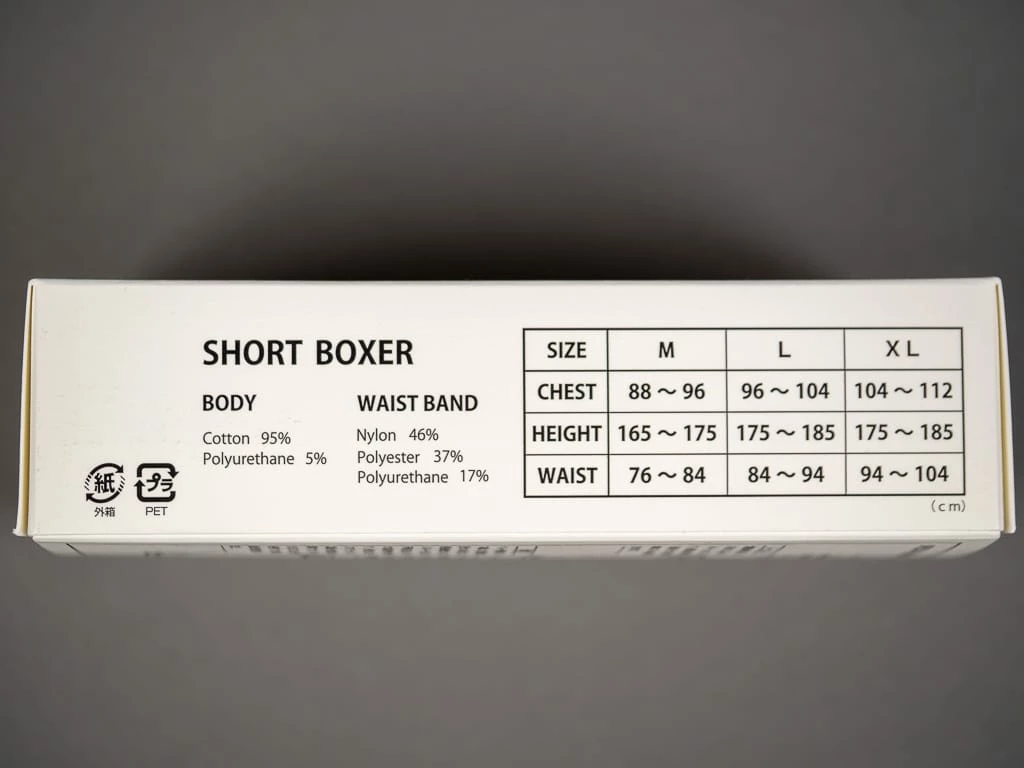 SHORT BOXER
BODY
Cotton 95%
Polyurethane 5%
WAIST BAND
Nylon 46%
Polyester 37%
Polyurethane 17%
SIZE M L XL
CHEST 88～96 96～104 104～112
HEIGHT 165～175 175～185 175～185
WAIST 76～84 84～94 94～104
(cm)
紙 プラ
外箱 PET